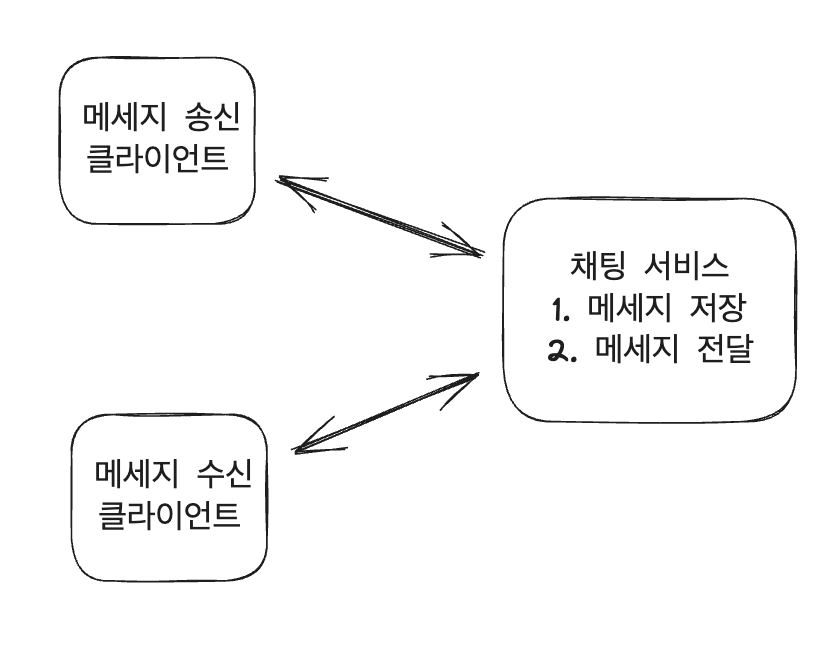 메세지 송신
클라이언트
채팅 서비스
1. 메세지 저장
2. 메세지 전달
메세지 수신
클라이언트